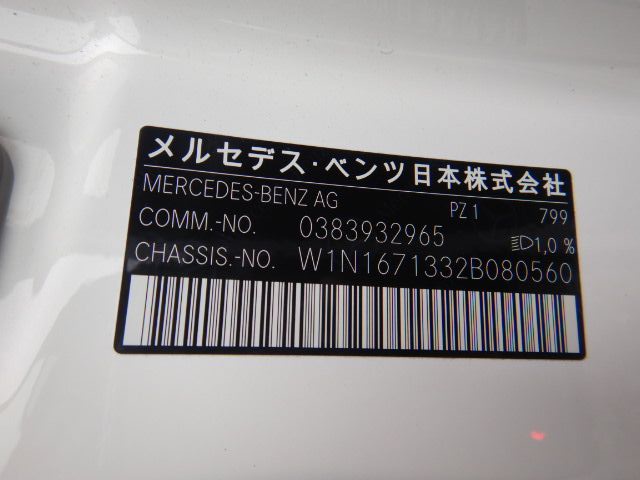 メルセデス・ベンツ日本株式会社
MERCEDES-BENZ AG PZ 1 799
COMM.-NO. 0383932965 1,0 %
CHASSIS.-NO. W1N1671332B080560